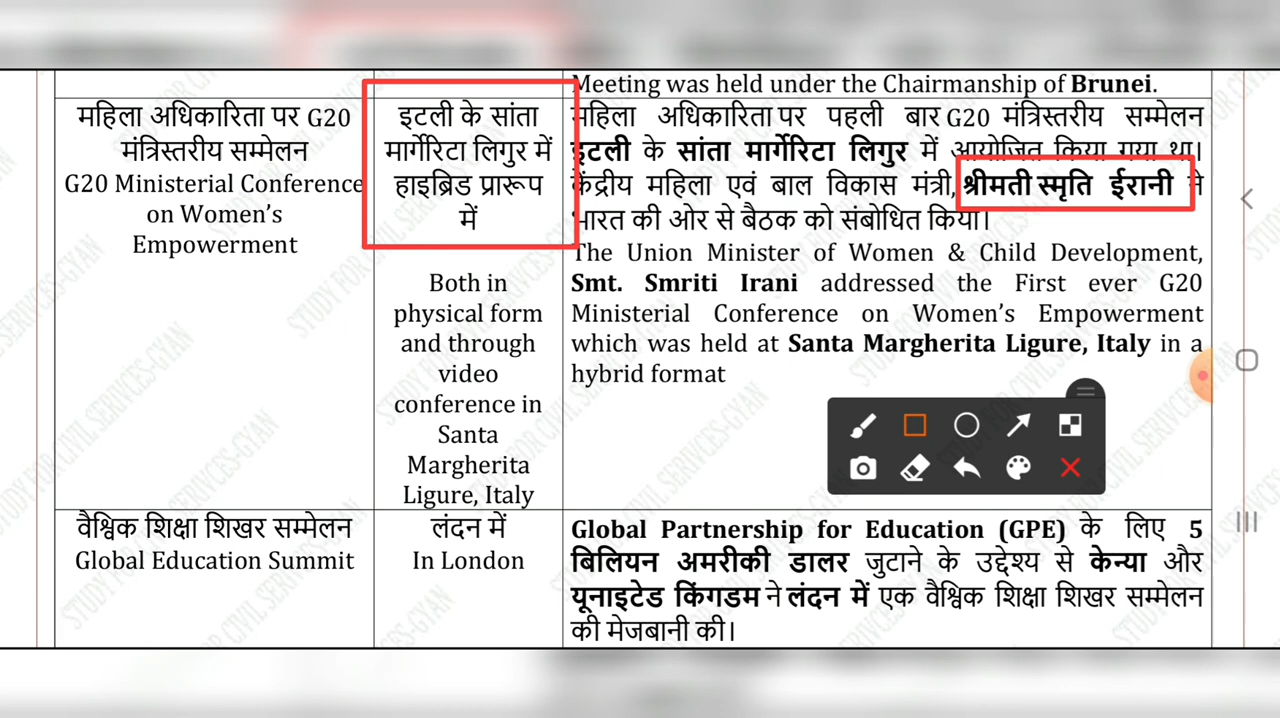 Meeting was held under the Chairmanship of Brunei.
महिला अधिकारिता पर G20
मंत्रिस्तरीय सम्मेलन
G20 Ministerial Conference
on Women's
Empowerment
इटली के सांता
मार्गेरिटा लिगुर में
हाइब्रिड प्रारूप
में
Both in
physical form
and through
video
conference in
Santa
Margherita
Ligure, Italy
महिला अधिकारिता पर पहली बार G20 मंत्रिस्तरीय सम्मेलन
इटली के सांता मार्गेरिटा लिगुर में आयोजित किया गया था।
केंद्रीय महिला एवं बाल विकास मंत्री, श्रीमती स्मृति ईरानी ने
भारत की ओर से बैठक को संबोधित किया।
The Union Minister of Women & Child Development,
Smt. Smriti Irani addressed the First ever G20
Ministerial Conference on Women's Empowerment
which was held at Santa Margherita Ligure, Italy in a
hybrid format
वैश्विक शिक्षा शिखर सम्मेलन
Global Education Summit
लंदन में
In London
Global Partnership for Education (GPE) के लिए 5
बिलियन अमरीकी डालर जुटाने के उद्देश्य से केन्या और
यूनाइटेड किंगडम ने लंदन में एक वैश्विक शिक्षा शिखर सम्मेलन
की मेजबानी की।